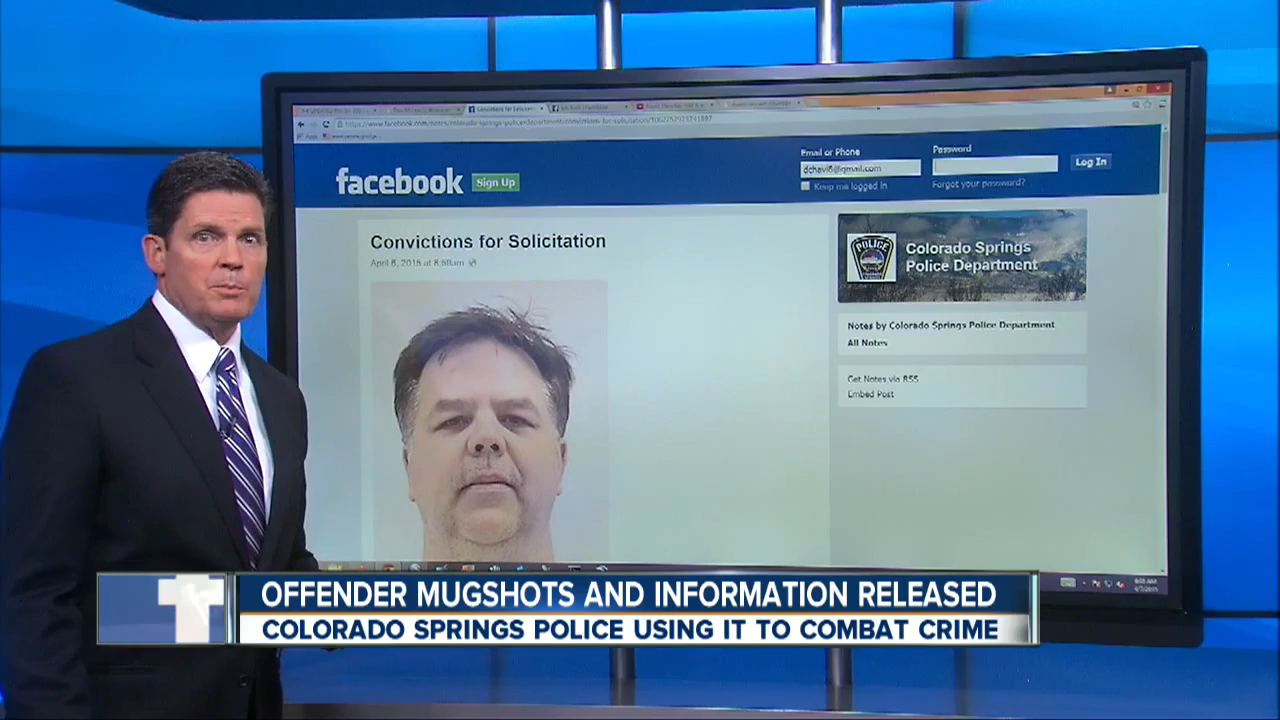 facebook
Sign Up
Email or Phone
Password
Log In
Keep me logged in
Forgot your password?
Convictions for Solicitation
POLICE
Colorado Springs
Police Department
Notes by Colorado Springs Police Department
All Notes
Get Notes via RSS
Embed Post
OFFENDER MUGSHOTS AND INFORMATION RELEASED
COLORADO SPRINGS POLICE USING IT TO COMBAT CRIME